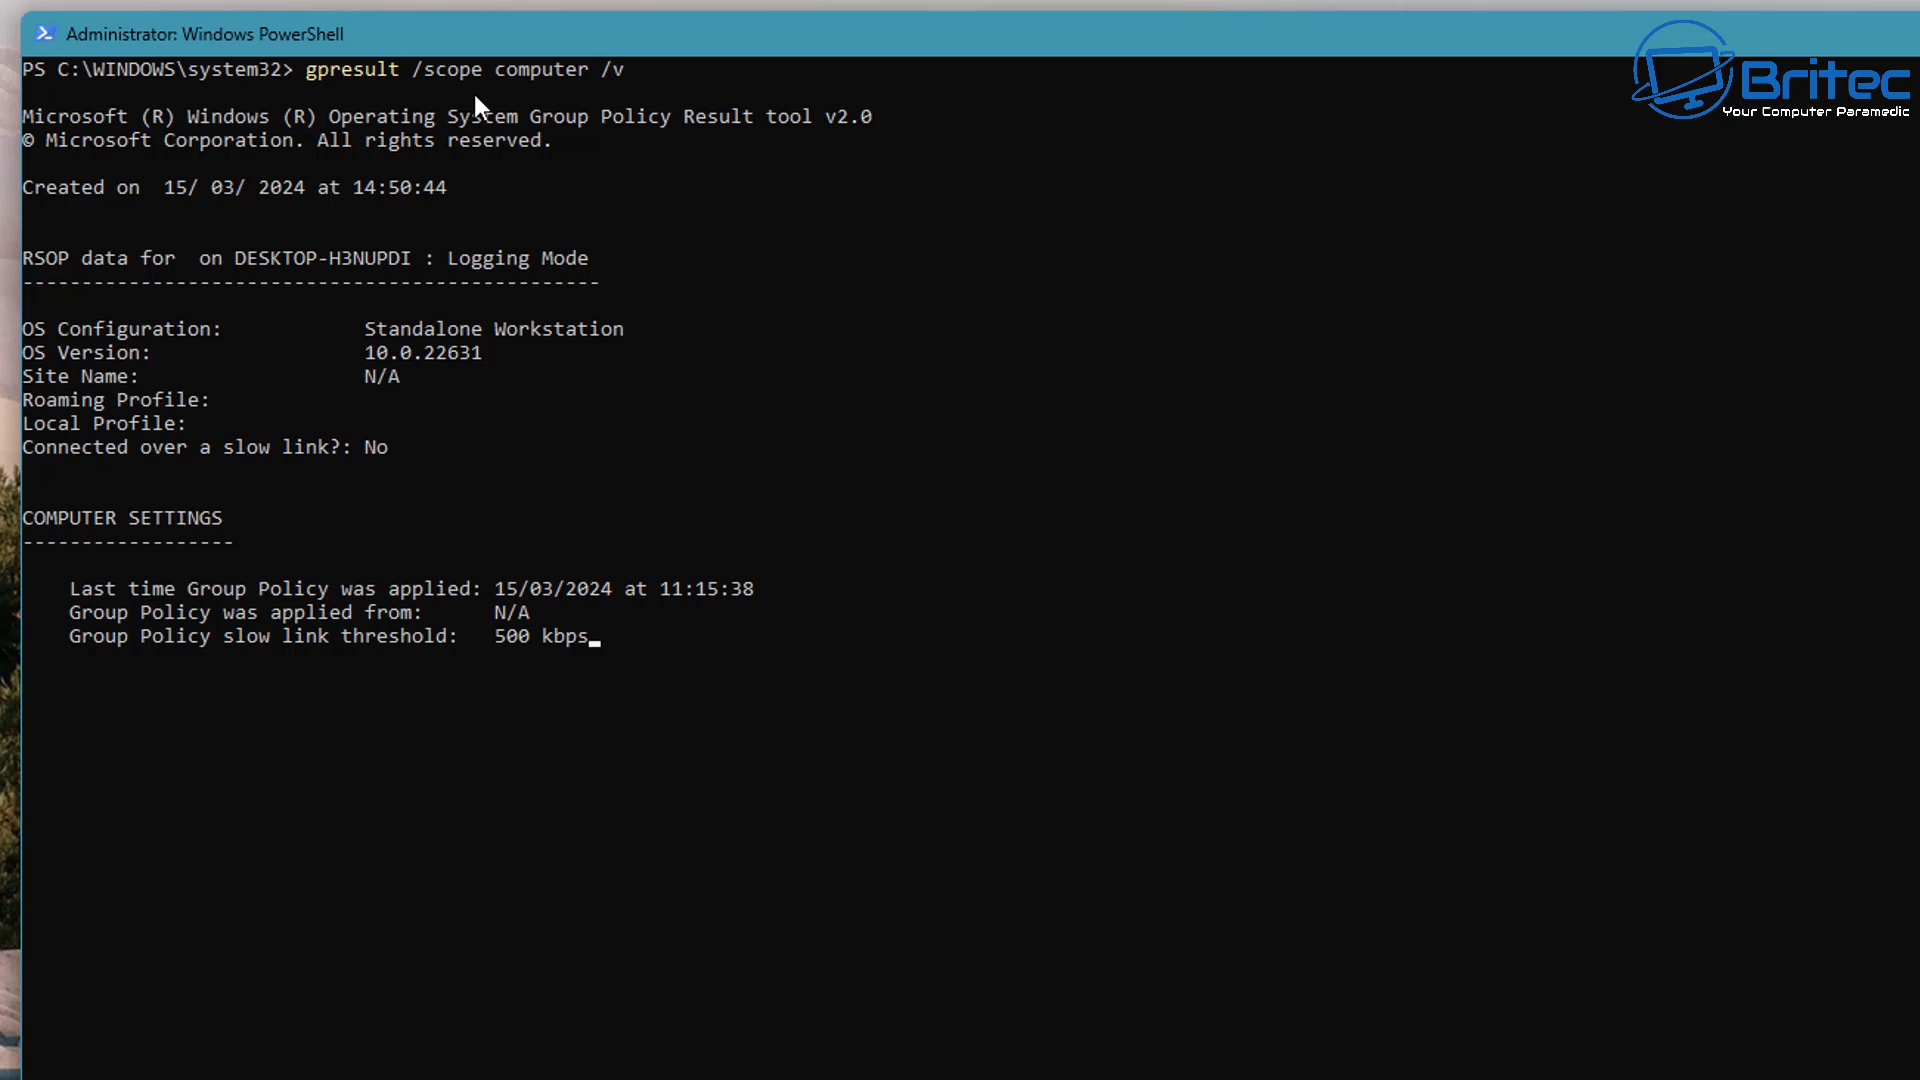 Administrator: Windows PowerShell
PS C:\WINDOWS\system32> gpresult /scope computer /v
Microsoft (R) Windows (R) Operating System Group Policy Result tool v2.0
© Microsoft Corporation. All rights reserved.
Created on  15/ 03/ 2024 at 14:50:44
RSOP data for  on DESKTOP-H3NUPDI : Logging Mode
-------------------------------------------------
OS Configuration:            Standalone Workstation
OS Version:                  10.0.22631
Site Name:                   N/A
Roaming Profile:
Local Profile:
Connected over a slow link?: No
COMPUTER SETTINGS
------------------
Last time Group Policy was applied: 15/03/2024 at 11:15:38
Group Policy was applied from:      N/A
Group Policy slow link threshold:   500 kbps
Britec
Your Computer Paramedic